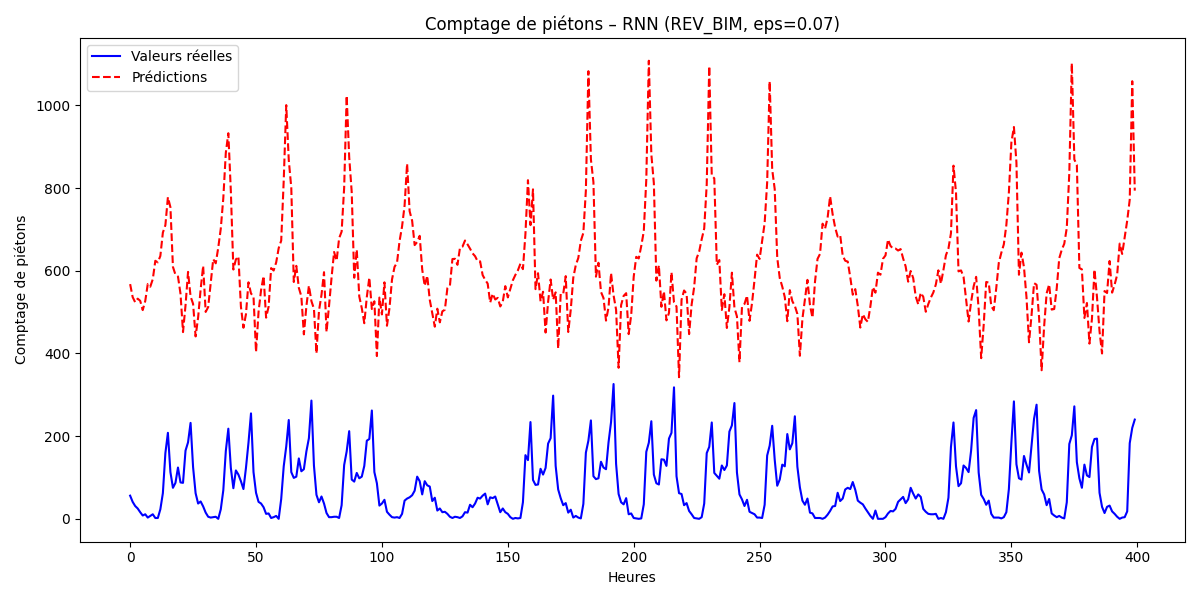 Comptage de piétons – RNN (REV_BIM, eps=0.07)
Valeurs réelles
Prédictions
Comptage de piétons
1000
800
600
400
200
0
0 50 100 150 200 250 300 350 400
Heures